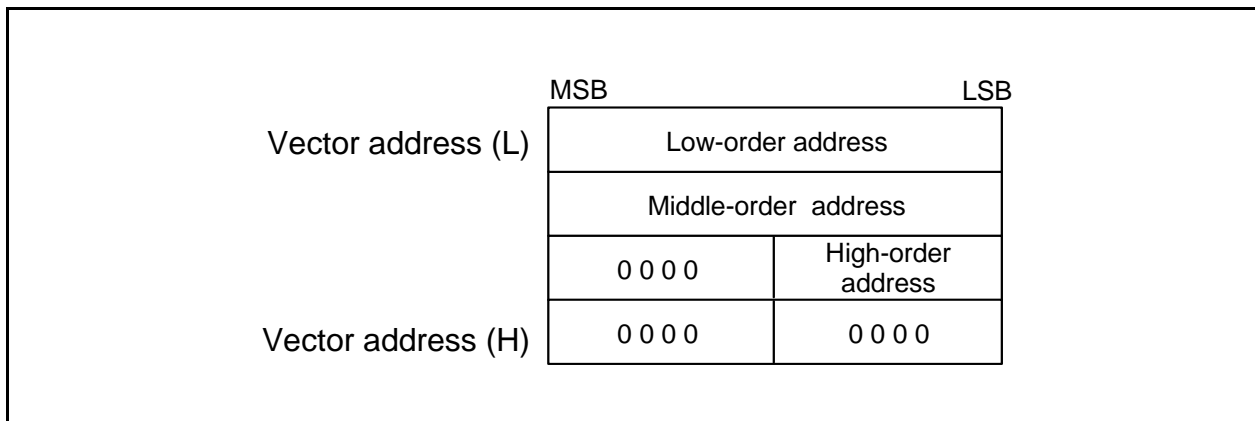 MSB LSB
Vector address (L) Low-order address
Middle-order address
0 0 0 0 High-order
address
Vector address (H) 0 0 0 0 0 0 0 0